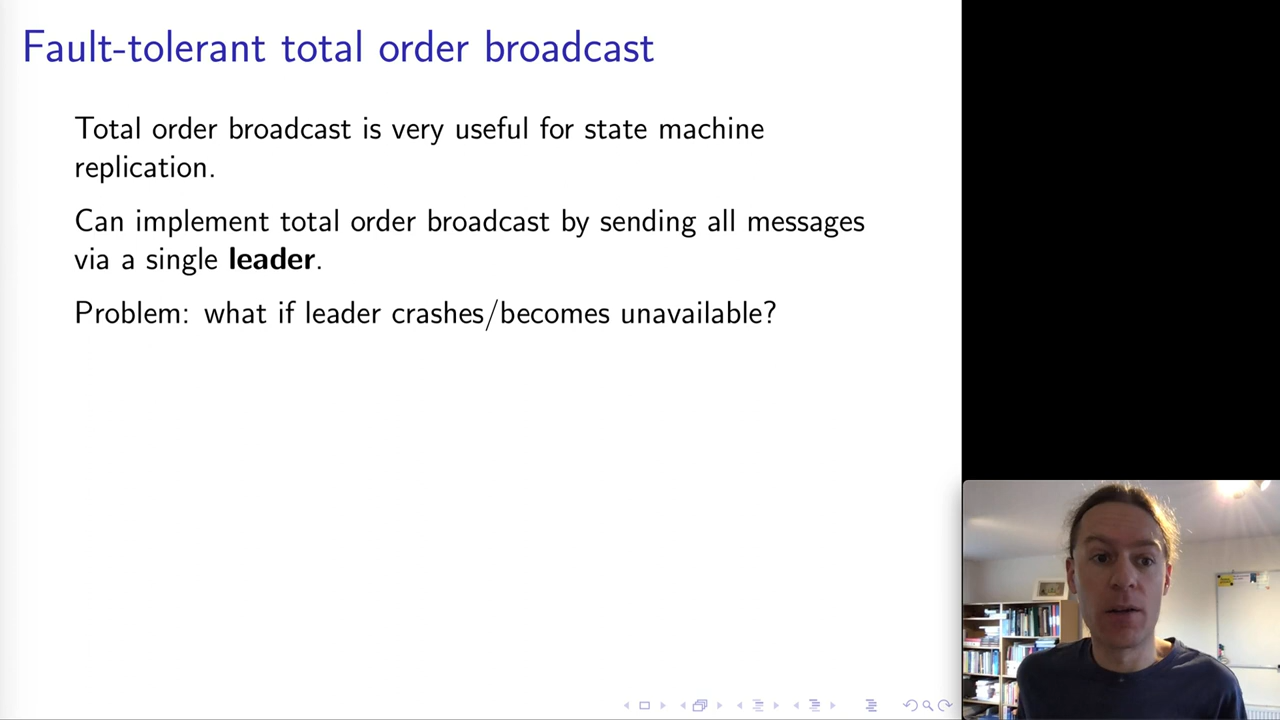 Fault-tolerant total order broadcast
Total order broadcast is very useful for state machine
replication.
Can implement total order broadcast by sending all messages
via a single leader.
Problem: what if leader crashes/becomes unavailable?